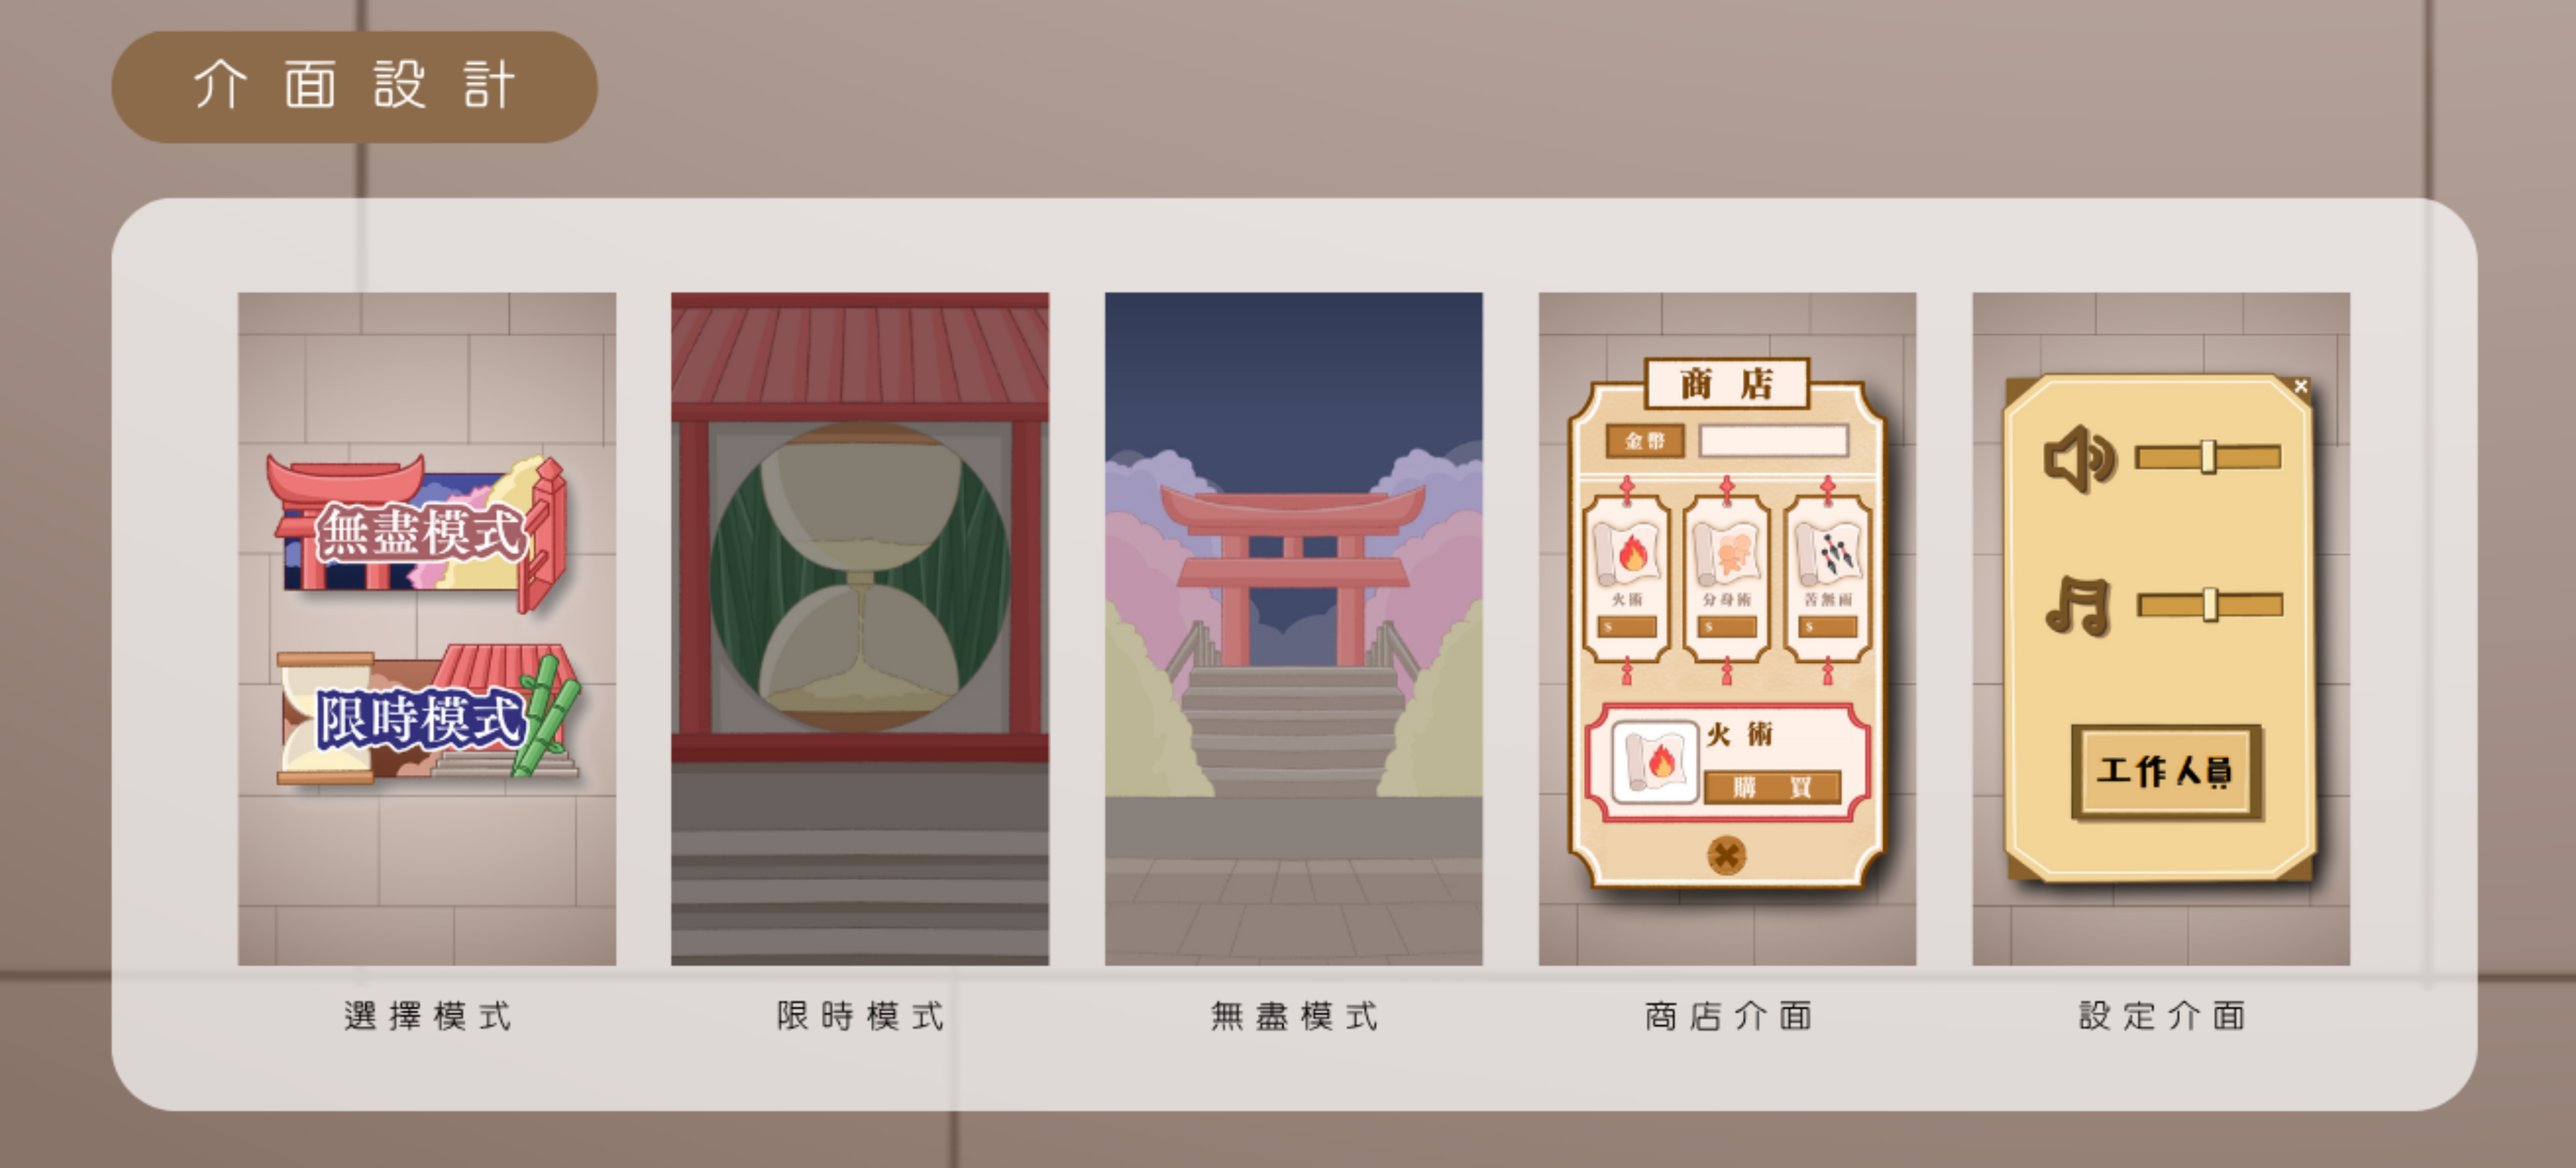 介面設計
無盡模式
限時模式
商店
金幣
火術 分身術 苦無雨
$ $ $
火術
購買
工作人員
選擇模式 限時模式 無盡模式 商店介面 設定介面